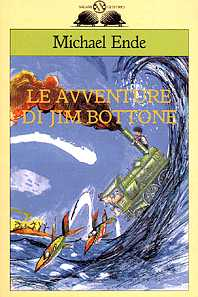 Michael Ende
LE AVVENTURE
DI JIM BOTTONE